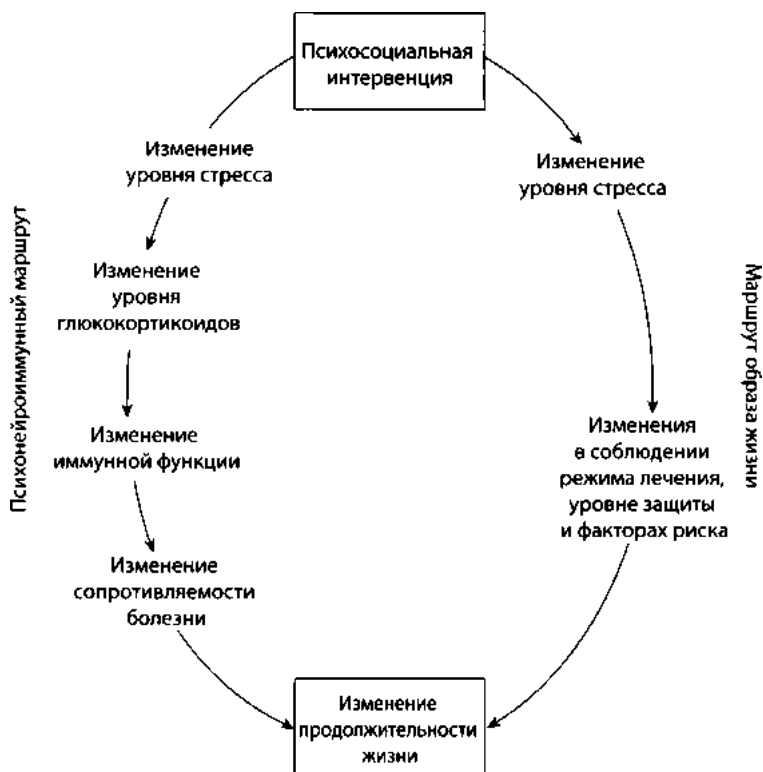 Психосоциальная
интервенция
Изменение
уровня стресса
Изменение
уровня
глюкокортикоидов
Изменение
иммунной функции
Изменение
сопротивляемости
болезни
Психонейроиммунный маршрут
Изменение
уровня стресса
Изменения
в соблюдении
режима лечения,
уровне защиты
и факторах риска
Маршрут образа жизни
Изменение
продолжительности
жизни